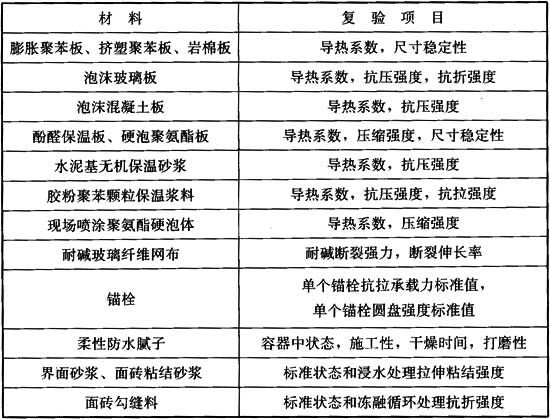 材 料 复 验 项 目
膨胀聚苯板、挤塑聚苯板、岩棉板 导热系数，尺寸稳定性
泡沫玻璃板 导热系数，抗压强度，抗折强度
泡沫混凝土板 导热系数，抗压强度
酚醛保温板、硬泡聚氨酯板 导热系数，压缩强度，尺寸稳定性
水泥基无机保温砂浆 导热系数，抗压强度
胶粉聚苯颗粒保温浆料 导热系数，抗压强度，抗拉强度
现场喷涂聚氨酯硬泡体 导热系数，压缩强度
耐碱玻璃纤维网布 耐碱断裂强力，断裂伸长率
锚栓 单个锚栓抗拉承载力标准值，
单个锚栓圆盘强度标准值
柔性防水腻子 容器中状态，施工性，干燥时间，打磨性
界面砂浆、面砖粘结砂浆 标准状态和浸水处理拉伸粘结强度
面砖勾缝料 标准状态和冻融循环处理抗折强度